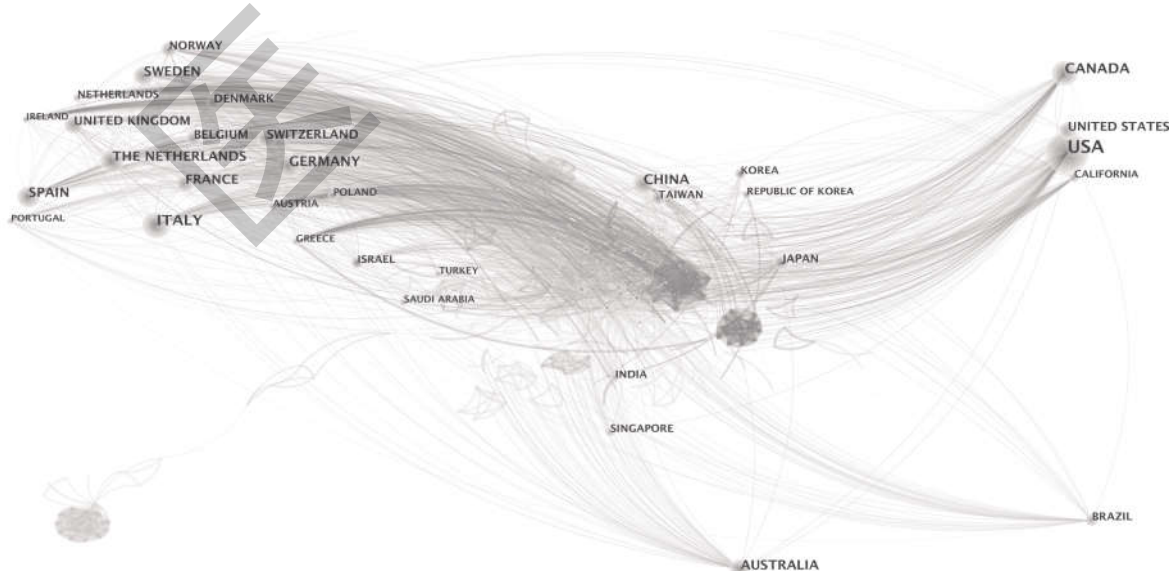 NORWAY
SWEDEN
NETHERLANDS
DENMARK
IRELAND
UNITED KINGDOM
BELGIUM
SWITZERLAND
THE NETHERLANDS
GERMANY
FRANCE
SPAIN
POLAND
AUSTRIA
PORTUGAL
ITALY
GREECE
ISRAEL
TURKEY
SAUDI ARABIA
CHINA
TAIWAN
KOREA
REPUBLIC OF KOREA
JAPAN
INDIA
SINGAPORE
CANADA
UNITED STATES
USA
CALIFORNIA
BRAZIL
AUSTRALIA